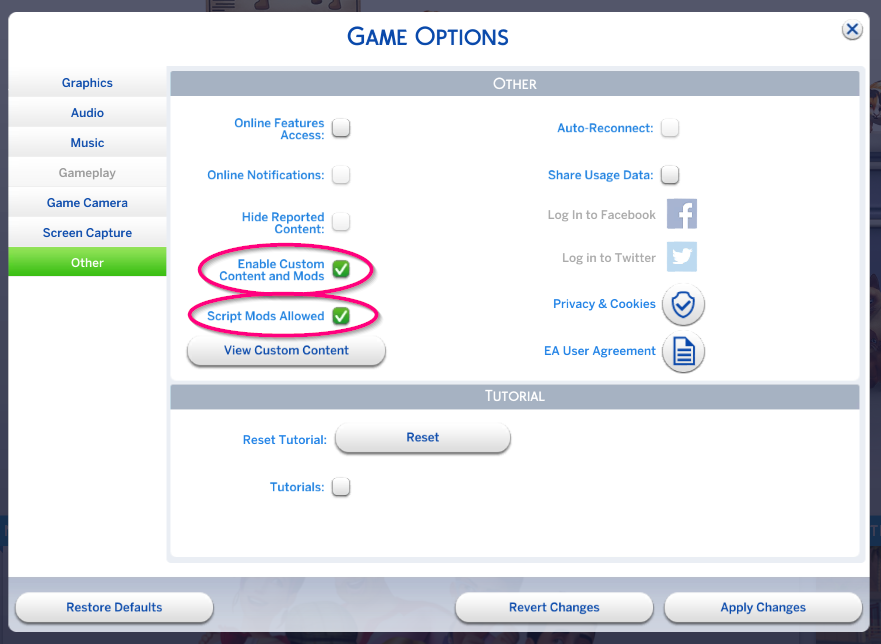 GAME OPTIONS
Graphics
Audio
Music
Gameplay
Game Camera
Screen Capture
Other
OTHER
Online Features
Access:
Auto-Reconnect:
Online Notifications:
Share Usage Data:
Hide Reported
Content:
Log In to Facebook
Enable Custom
Content and Mods
Log in to Twitter
Script Mods Allowed
Privacy & Cookies
View Custom Content
EA User Agreement
TUTORIAL
Reset Tutorial:
Reset
Tutorials:
Restore Defaults
Revert Changes
Apply Changes